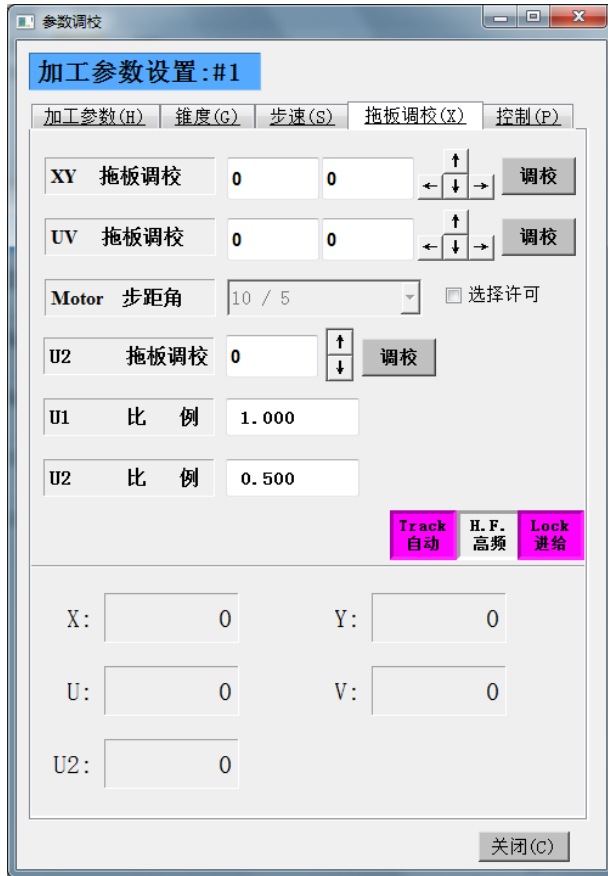 参数调校
加工参数设置:#1
加工参数(H) 锥度(G) 步速(S) 拖板调校(X) 控制(P)
XY 拖板调校 0 0 ↑ ← ↓ → 调校
UV 拖板调校 0 0 ↑ ← ↓ → 调校
Motor 步距角 10 / 5 选择许可
U2 拖板调校 0 ↑ ↓ 调校
U1 比 例 1.000
U2 比 例 0.500
Track H.F. Lock
自动 高频 进给
X: 0 Y: 0
U: 0 V: 0
U2: 0
关闭(C)